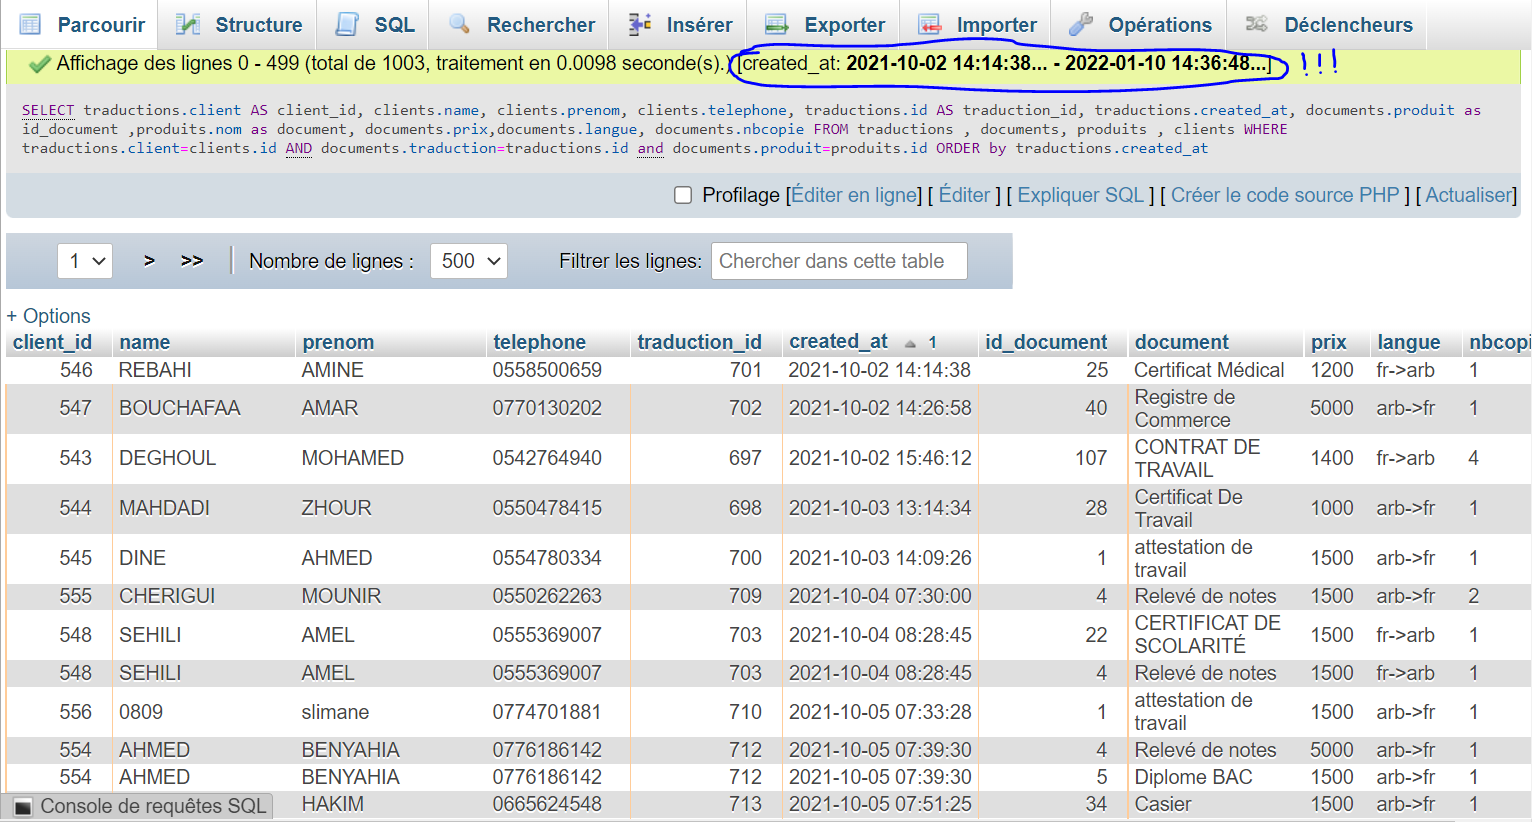 Parcourir Structure SQL Rechercher Insérer Exporter Importer Opérations Déclencheurs
Affichage des lignes 0 - 499 (total de 1003, traitement en 0.0098 seconde(s).) [created_at: 2021-10-02 14:14:38... - 2022-01-10 14:36:48...] !!!
SELECT traductions.client AS client_id, clients.name, clients.prenom, clients.telephone, traductions.id AS traduction_id, traductions.created_at, documents.produit as
id_document ,produits.nom as document, documents.prix,documents.langue, documents.nbcopie FROM traductions , documents, produits , clients WHERE
traductions.client=clients.id AND documents.traduction=traductions.id and documents.produit=produits.id ORDER by traductions.created_at
Profilage [Éditer en ligne] [ Éditer ] [ Expliquer SQL ] [ Créer le code source PHP ] [ Actualiser]
1 > >> Nombre de lignes : 500 Filtrer les lignes: Chercher dans cette table
+ Options
client_id name prenom telephone traduction_id created_at 1 id_document document prix langue nbcopi
546 REBAHI AMINE 0558500659 701 2021-10-02 14:14:38 25 Certificat Médical 1200 fr->arb 1
547 BOUCHAFAA AMAR 0770130202 702 2021-10-02 14:26:58 40 Registre de Commerce 5000 arb->fr 1
543 DEGHOUL MOHAMED 0542764940 697 2021-10-02 15:46:12 107 CONTRAT DE TRAVAIL 1400 fr->arb 4
544 MAHDADI ZHOUR 0550478415 698 2021-10-03 13:14:34 28 Certificat De Travail 1000 arb->fr 1
545 DINE AHMED 0554780334 700 2021-10-03 14:09:26 1 attestation de travail 1500 arb->fr 1
555 CHERIGUI MOUNIR 0550262263 709 2021-10-04 07:30:00 4 Relevé de notes 1500 arb->fr 2
548 SEHILI AMEL 0555369007 703 2021-10-04 08:28:45 22 CERTIFICAT DE SCOLARITÉ 1500 fr->arb 1
548 SEHILI AMEL 0555369007 703 2021-10-04 08:28:45 4 Relevé de notes 1500 fr->arb 1
556 0809 slimane 0774701881 710 2021-10-05 07:33:28 1 attestation de travail 1500 arb->fr 1
554 AHMED BENYAHIA 0776186142 712 2021-10-05 07:39:30 4 Relevé de notes 5000 arb->fr 1
554 AHMED BENYAHIA 0776186142 712 2021-10-05 07:39:30 5 Diplome BAC 1500 arb->fr 1
Console de requêtes SQL HAKIM 0665624548 713 2021-10-05 07:51:25 34 Casier 1500 arb->fr 1